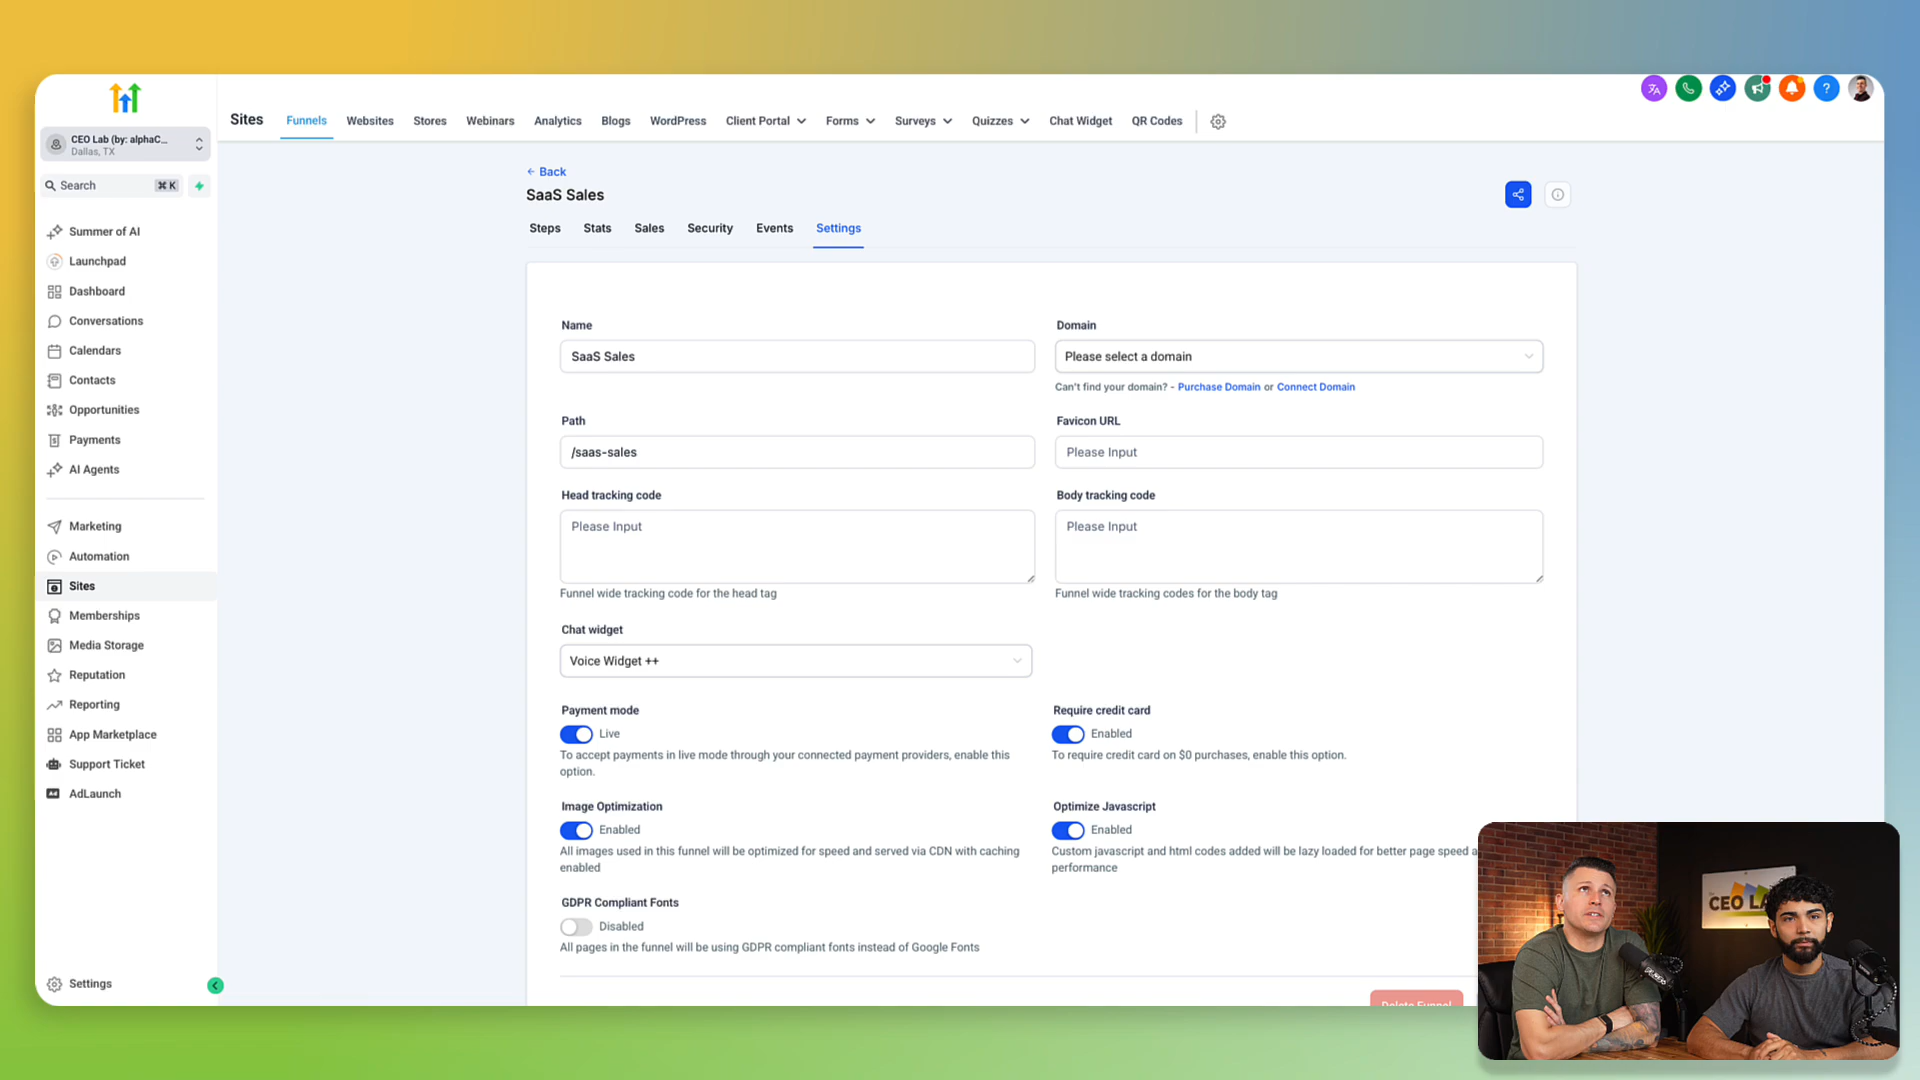 CEO Lab (by: alphaC...
Dallas, TX
Search
⌘ K
Summer of AI
Launchpad
Dashboard
Conversations
Calendars
Contacts
Opportunities
Payments
AI Agents
Marketing
Automation
Sites
Memberships
Media Storage
Reputation
Reporting
App Marketplace
Support Ticket
AdLaunch
Settings
Sites Funnels Websites Stores Webinars Analytics Blogs WordPress Client Portal Forms Surveys Quizzes Chat Widget QR Codes
← Back
SaaS Sales
Steps Stats Sales Security Events Settings
Name
SaaS Sales
Domain
Please select a domain
Can't find your domain? - Purchase Domain or Connect Domain
Path
/saas-sales
Favicon URL
Please Input
Head tracking code
Please Input
Funnel wide tracking code for the head tag
Body tracking code
Please Input
Funnel wide tracking codes for the body tag
Chat widget
Voice Widget ++
Payment mode
Live
To accept payments in live mode through your connected payment providers, enable this
option.
Require credit card
Enabled
To require credit card on $0 purchases, enable this option.
Image Optimization
Enabled
All images used in this funnel will be optimized for speed and served via CDN with caching
enabled
Optimize Javascript
Enabled
Custom javascript and html codes added will be lazy loaded for better page speed a
performance
GDPR Compliant Fonts
Disabled
All pages in the funnel will be using GDPR compliant fonts instead of Google Fonts
Delete Funnel
CEO LA